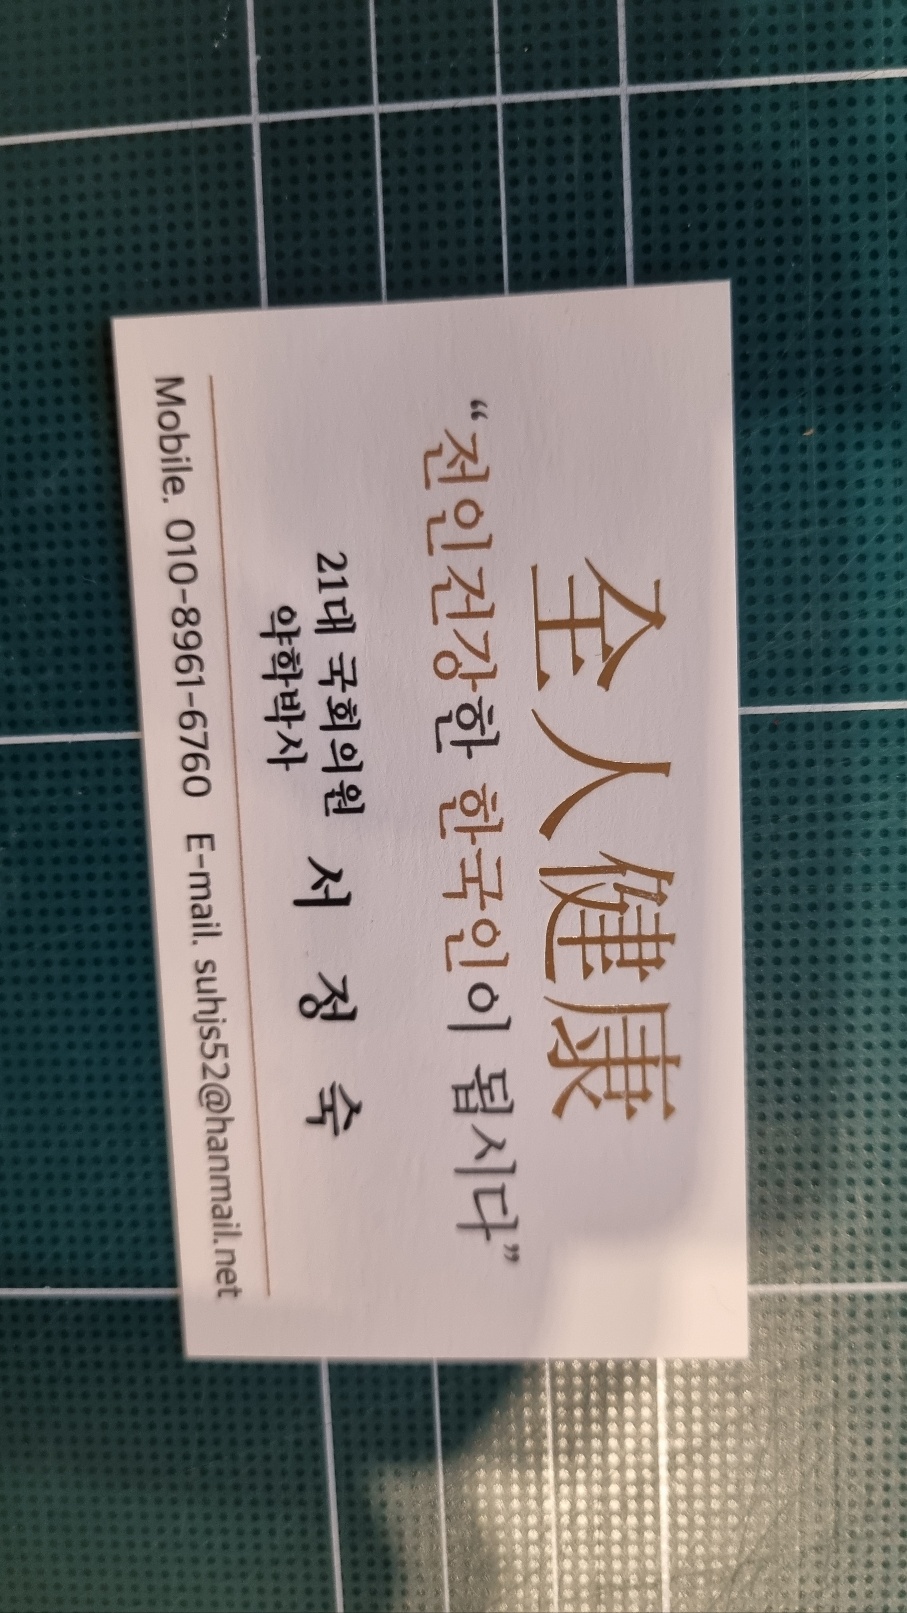 全人健康
“전인건강한 한국인이 됩시다”
21대 국회의원 서 정 숙
약학박사
Mobile. 010-8961-6760 E-mail. suhjs52@hanmail.net